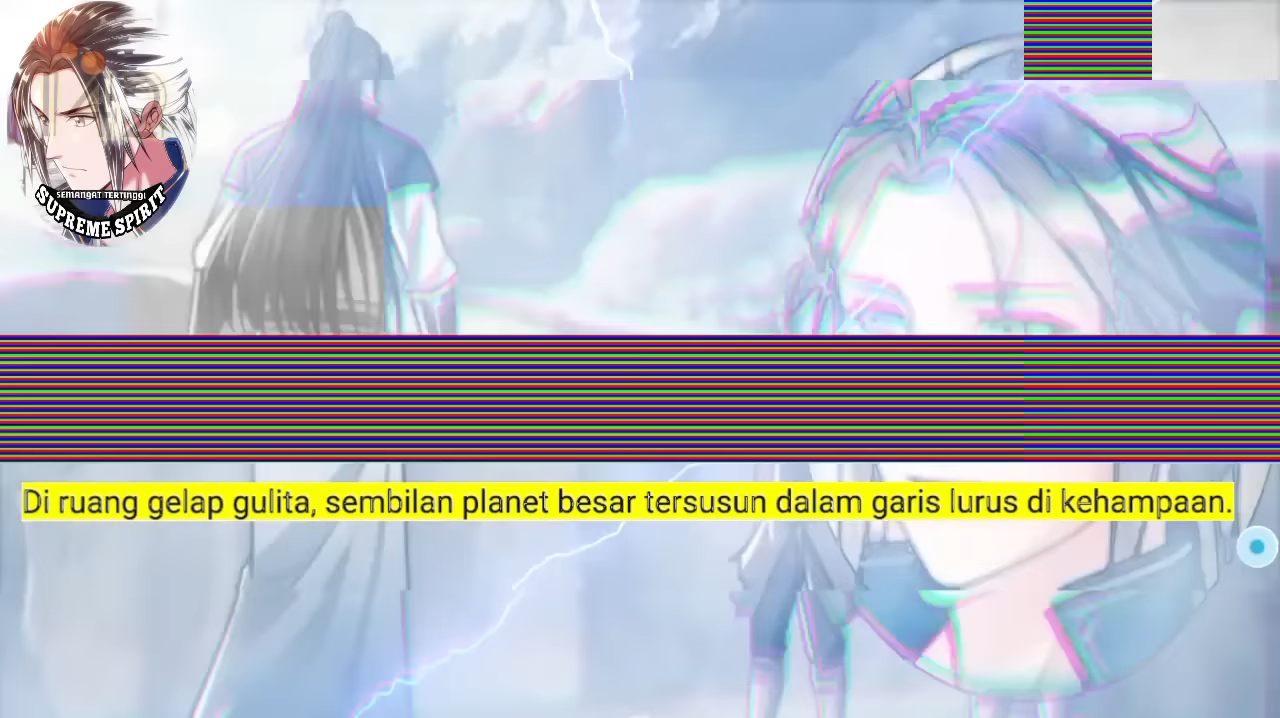 SEMANGAT TERTINGGI
SUPREME SPIRIT
Di ruang gelap gulita, sembilan planet besar tersusun dalam garis lurus di kehampaan.